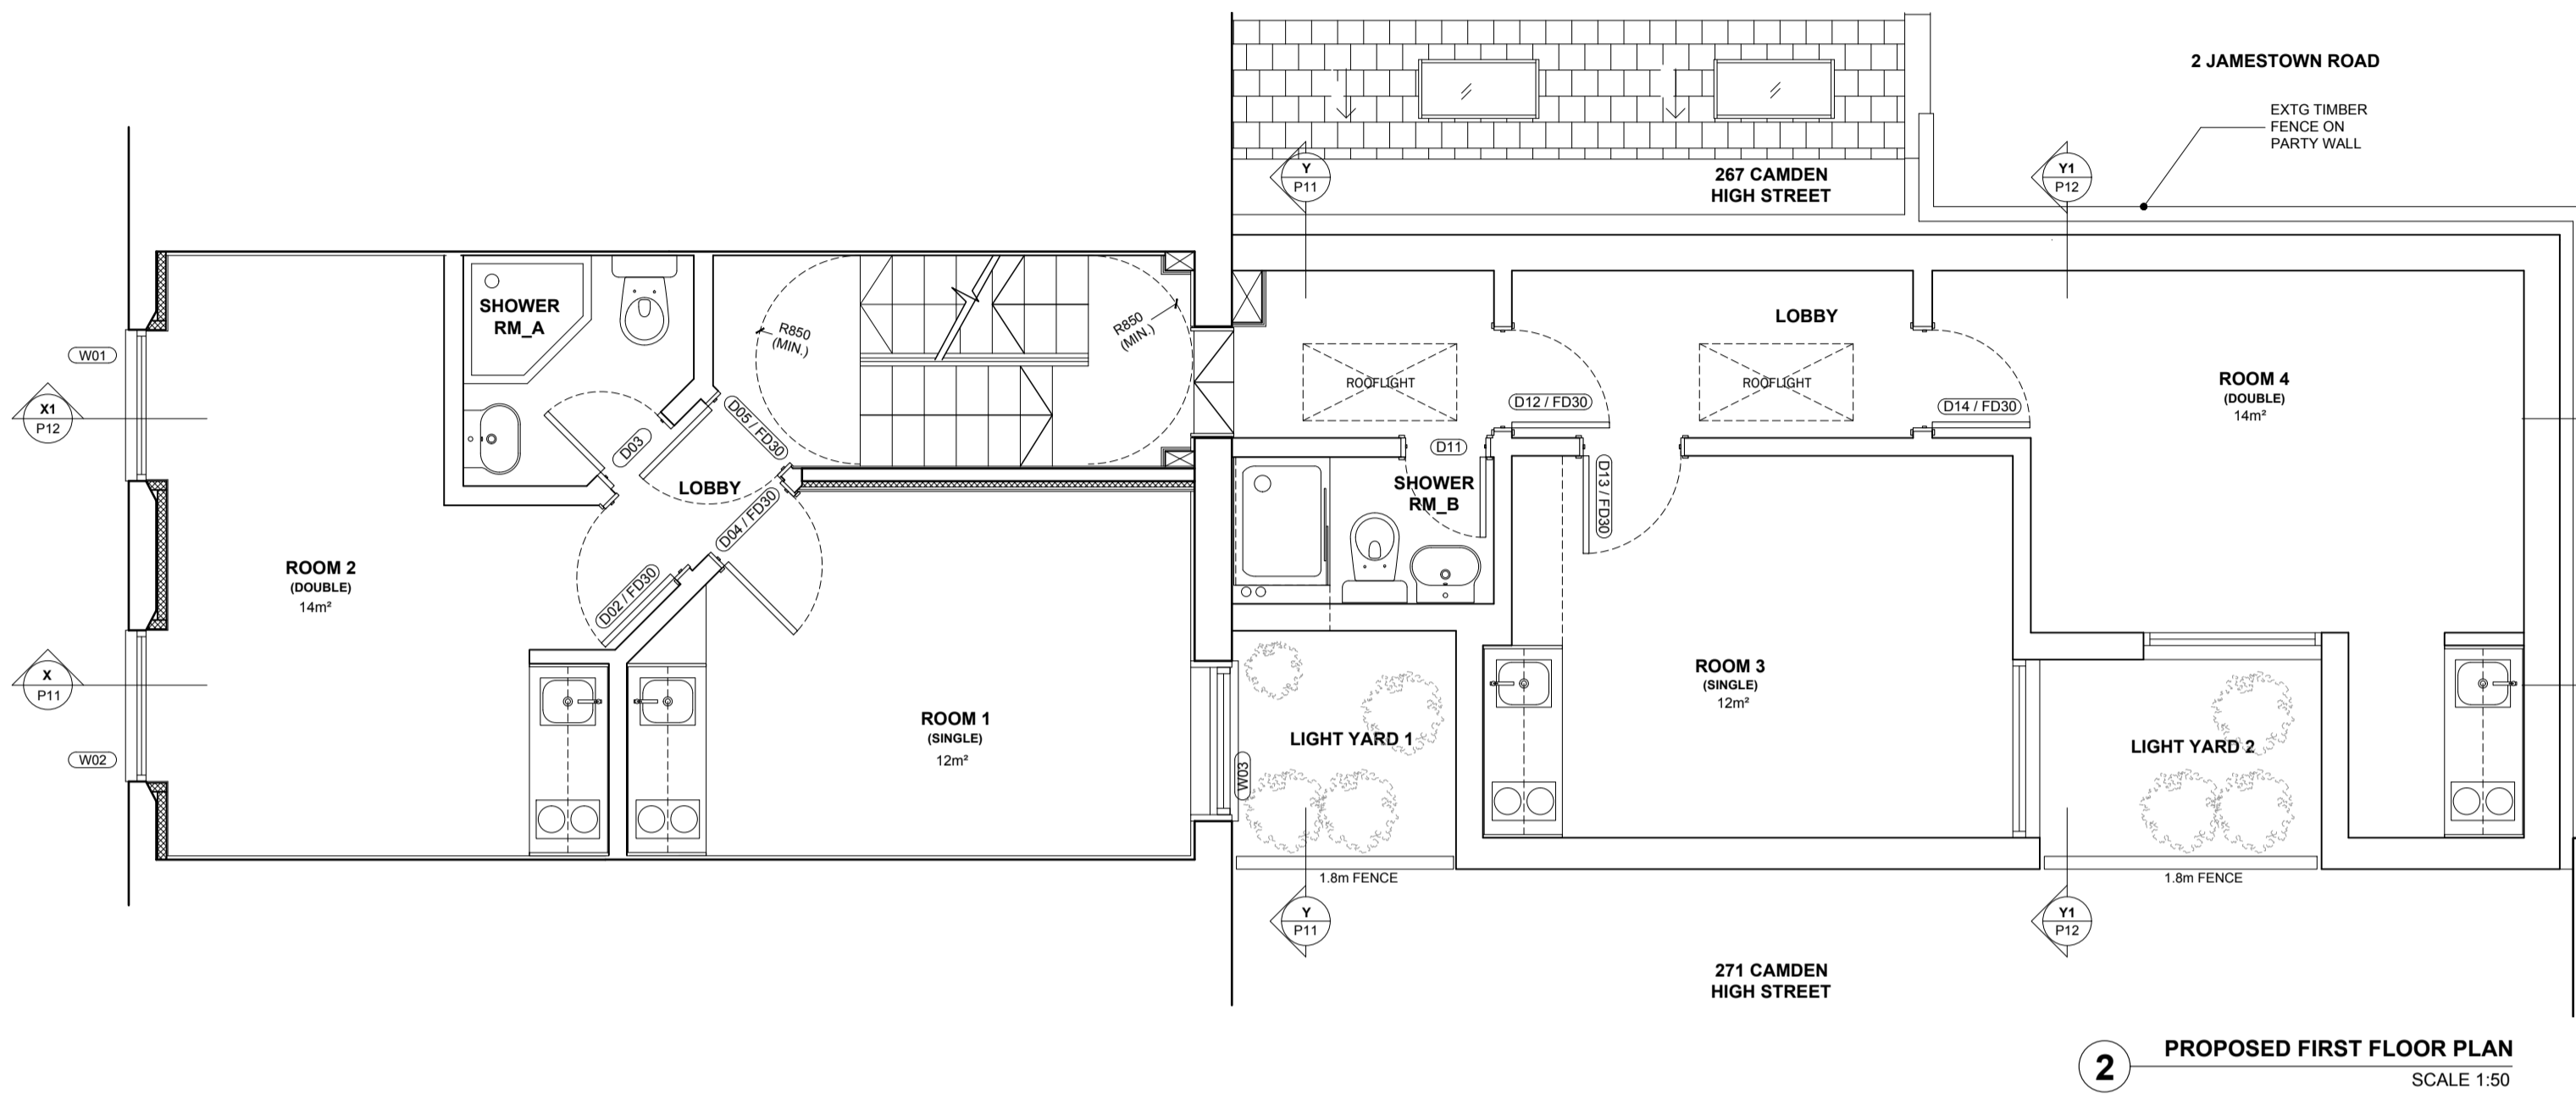 2 JAMESTOWN ROAD
EXTG TIMBER
FENCE ON
PARTY WALL
Y
P11
267 CAMDEN
HIGH STREET
Y1
P12
SHOWER
RM_A
R850
(MIN.)
R850
(MIN.)
LOBBY
W01
ROOFLIGHT
ROOFLIGHT
ROOM 4
(DOUBLE)
14m²
X1
P12
D05 / FD30
D03
D12 / FD30
D14 / FD30
D11
LOBBY
SHOWER
RM_B
D13 / FD30
D04 / FD30
ROOM 2
(DOUBLE)
14m²
D02 / FD30
X
P11
ROOM 3
(SINGLE)
12m²
ROOM 1
(SINGLE)
12m²
LIGHT YARD 1
LIGHT YARD 2
W02
W03
1.8m FENCE
1.8m FENCE
Y
P11
Y1
P12
271 CAMDEN
HIGH STREET
2
PROPOSED FIRST FLOOR PLAN
SCALE 1:50